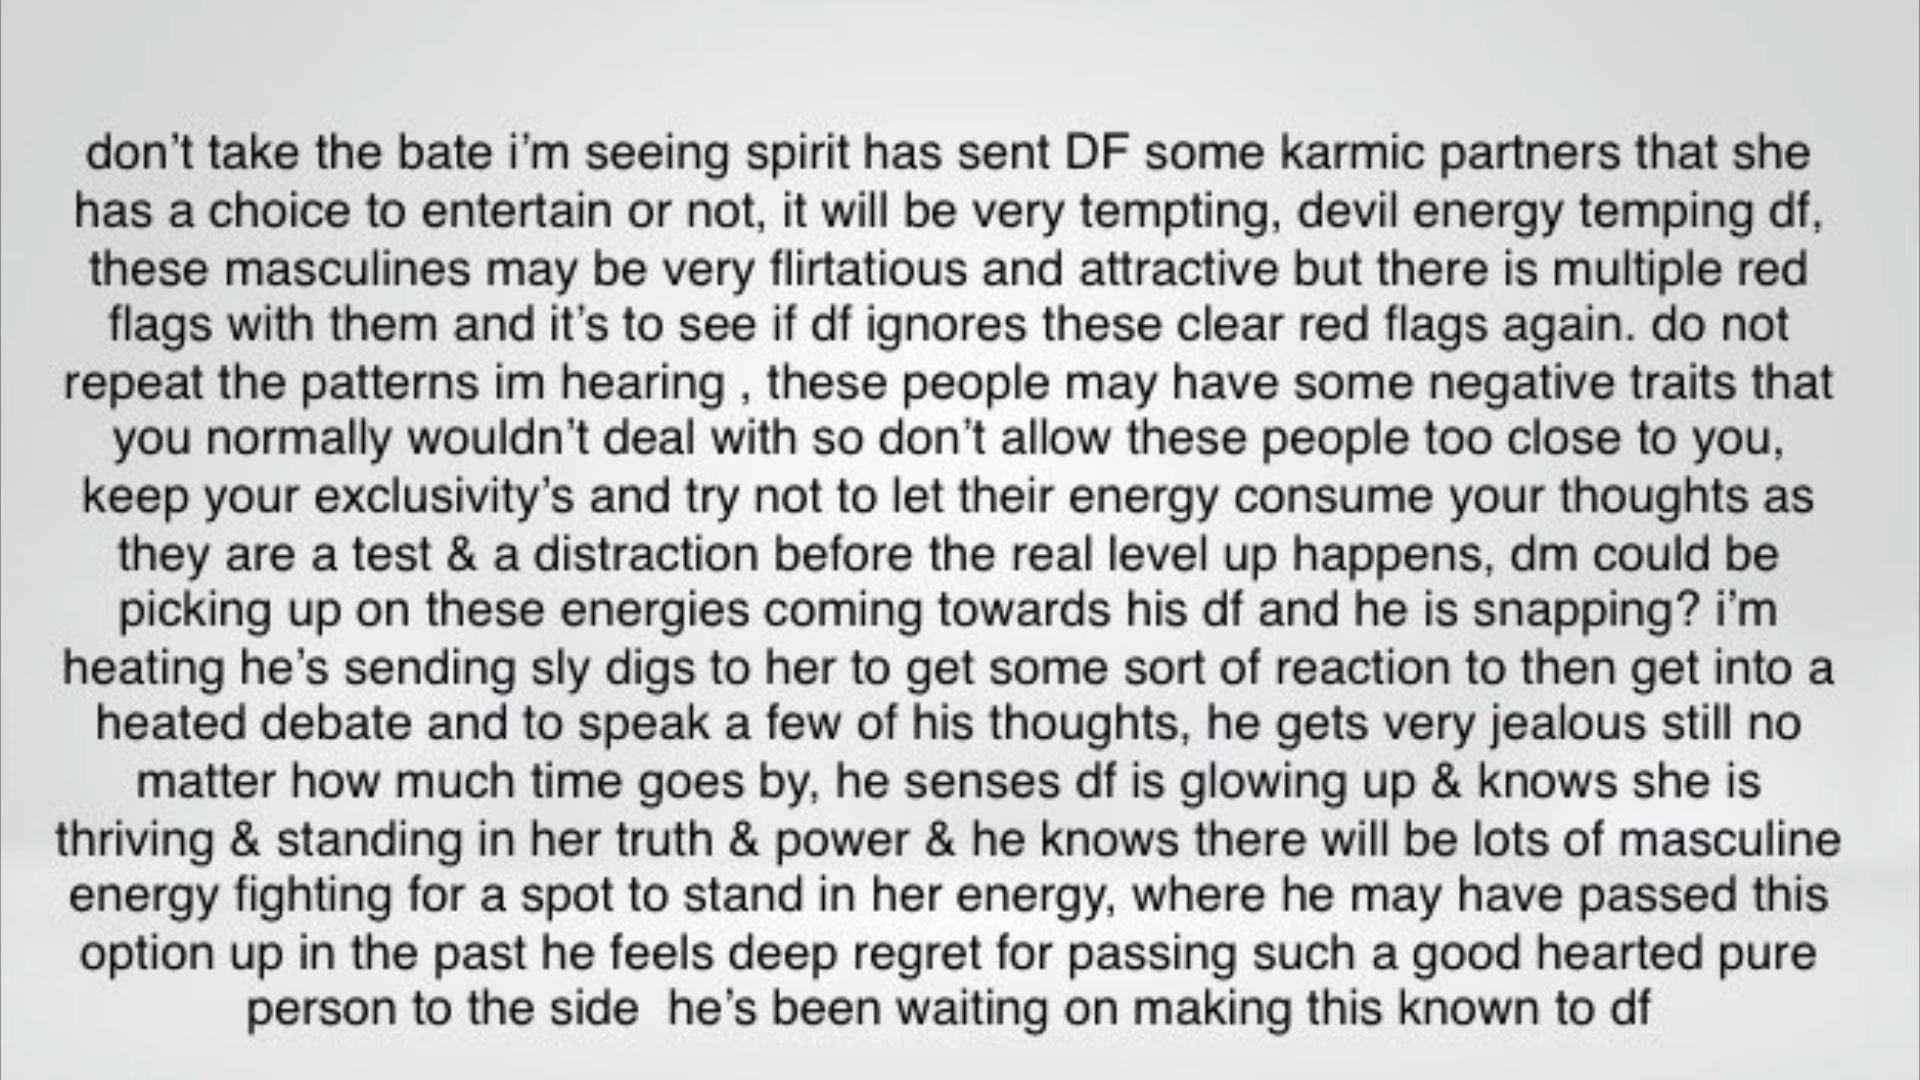 don't take the bate i'm seeing spirit has sent DF some karmic partners that she
has a choice to entertain or not, it will be very tempting, devil energy temping df,
these masculines may be very flirtatious and attractive but there is multiple red
flags with them and it's to see if df ignores these clear red flags again. do not
repeat the patterns im hearing , these people may have some negative traits that
you normally wouldn't deal with so don't allow these people too close to you,
keep your exclusivity's and try not to let their energy consume your thoughts as
they are a test & a distraction before the real level up happens, dm could be
picking up on these energies coming towards his df and he is snapping? i'm
heating he's sending sly digs to her to get some sort of reaction to then get into a
heated debate and to speak a few of his thoughts, he gets very jealous still no
matter how much time goes by, he senses df is glowing up & knows she is
thriving & standing in her truth & power & he knows there will be lots of masculine
energy fighting for a spot to stand in her energy, where he may have passed this
option up in the past he feels deep regret for passing such a good hearted pure
person to the side  he's been waiting on making this known to df